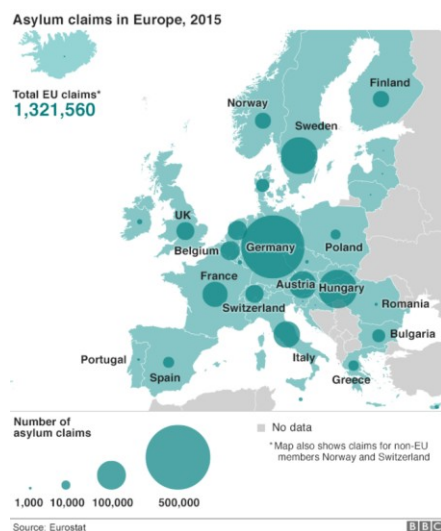 Asylum claims in Europe, 2015
Total EU claims*
1,321,560
Finland
Norway
Sweden
UK
Belgium
Germany
Poland
France
Austria
Hungary
Switzerland
Romania
Bulgaria
Portugal
Spain
Italy
Greece
Number of
asylum claims
No data
*Map also shows claims for non-EU
members Norway and Switzerland
1,000
10,000
100,000
500,000
Source: Eurostat
BBC